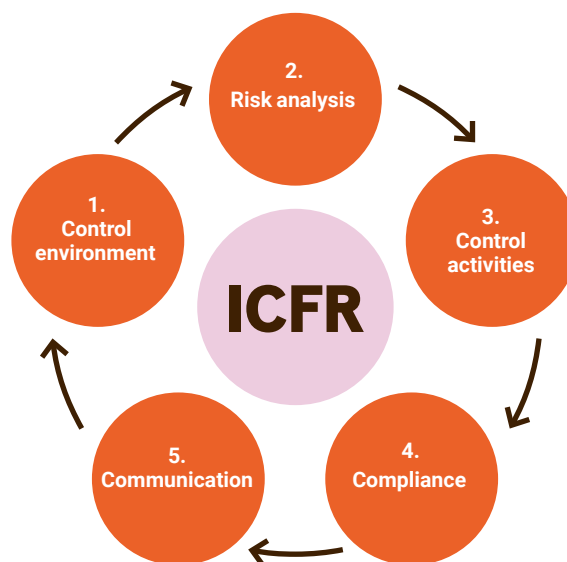 1.
Control
environment
2.
Risk analysis
3.
Control
activities
4.
Compliance
5.
Communication
ICFR